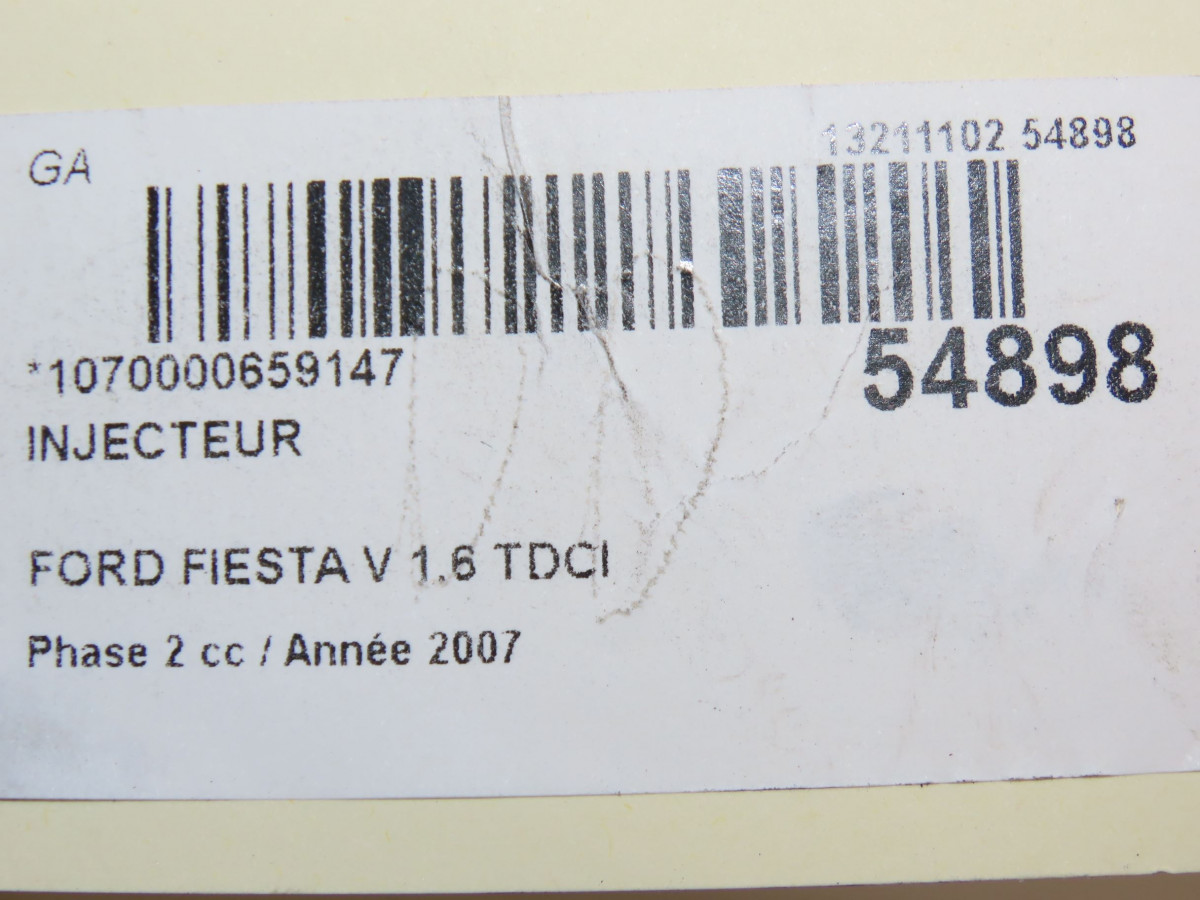 GA
13211102 54898
*1070000659147
54898
INJECTEUR
FORD FIESTA V 1.6 TDCI
Phase 2 cc / Année 2007